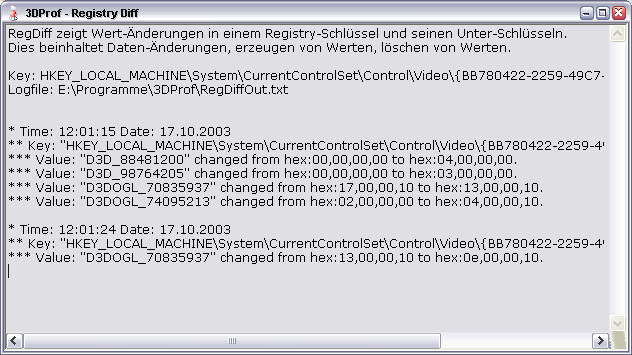 3DProf - Registry Diff
RegDiff zeigt Wert-Änderungen in einem Registry-Schlüssel und seinen Unter-Schlüsseln.
Dies beinhaltet Daten-Änderungen, erzeugen von Werten, löschen von Werten.
Key: HKEY_LOCAL_MACHINE\System\CurrentControlSet\Control\Video\{BB780422-2259-49C7-
Logfile: E:\Programme\3DProf\RegDiffOut.txt
* Time: 12:01:15 Date: 17.10.2003
** Key: "HKEY_LOCAL_MACHINE\System\CurrentControlSet\Control\Video\{BB780422-2259-49
*** Value: "D3D_88481200" changed from hex:00,00,00,00 to hex:04,00,00,00.
*** Value: "D3D_98764205" changed from hex:00,00,00,00 to hex:03,00,00,00.
*** Value: "D3DOGL_70835937" changed from hex:17,00,00,10 to hex:13,00,00,10.
*** Value: "D3DOGL_74095213" changed from hex:02,00,00,00 to hex:04,00,00,10.
* Time: 12:01:24 Date: 17.10.2003
** Key: "HKEY_LOCAL_MACHINE\System\CurrentControlSet\Control\Video\{BB780422-2259-49
*** Value: "D3DOGL_70835937" changed from hex:13,00,00,10 to hex:0e,00,00,10.